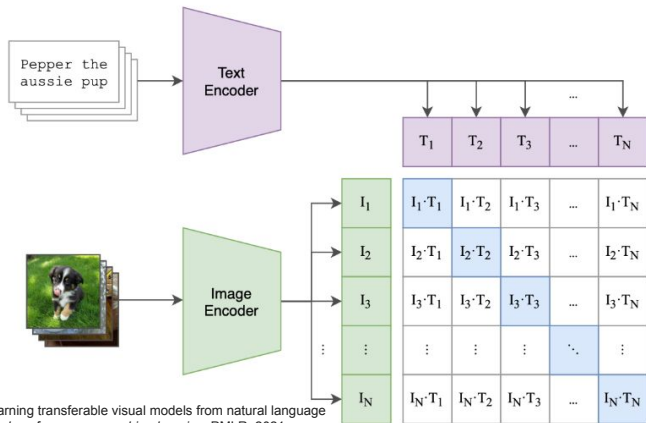 Pepper the
aussie pup
Text
Encoder
...
T1 T2 T3 ... TN
I1 I1·T1 I1·T2 I1·T3 ... I1·TN
I2 I2·T1 I2·T2 I2·T3 ... I2·TN
Image
Encoder
I3 I3·T1 I3·T2 I3·T3 ... I3·TN
⋮ ⋮ ⋮ ⋮ ⋮ ⋱ ⋮
IN IN·T1 IN·T2 IN·T3 ... IN·TN
arning transferable visual models from natural language